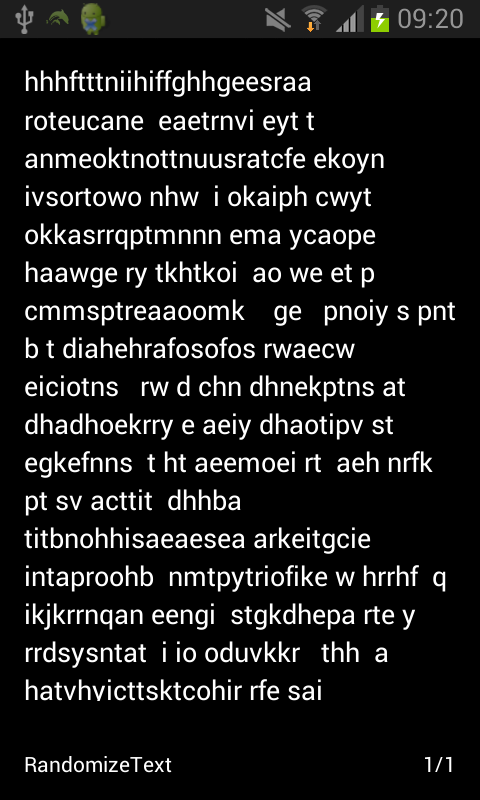 09:20
hhhftttniihiffghhgeesraa
roteucane  eaetrnvi eyt t
anmeoktnottnuusratcfe ekoyn
ivsortowo nhw  i okaiph cwyt
okkasrrqptmnnn ema ycaope
haawge ry tkhtkoi  ao we et p
cmmsptreaaoomk    ge   pnoiy s pnt
b t diahehrafosofos rwaecw
eiciotns   rw d chn dhnekptns at
dhadhoekrry e aeiy dhaotipv st
egkefnns  t ht aeemoei rt  aeh nrfk
pt sv acttit  dhhba
titbnohhisaeaesea arkeitgcie
intaproohb  nmtpytriofike w hrrhf  q
ikjkrrnqan eengi  stgkdhepa rte y
rrdsysntat  i io oduvkkr   thh  a
hatvhvicttsktcohir rfe sai
RandomizeText 1/1